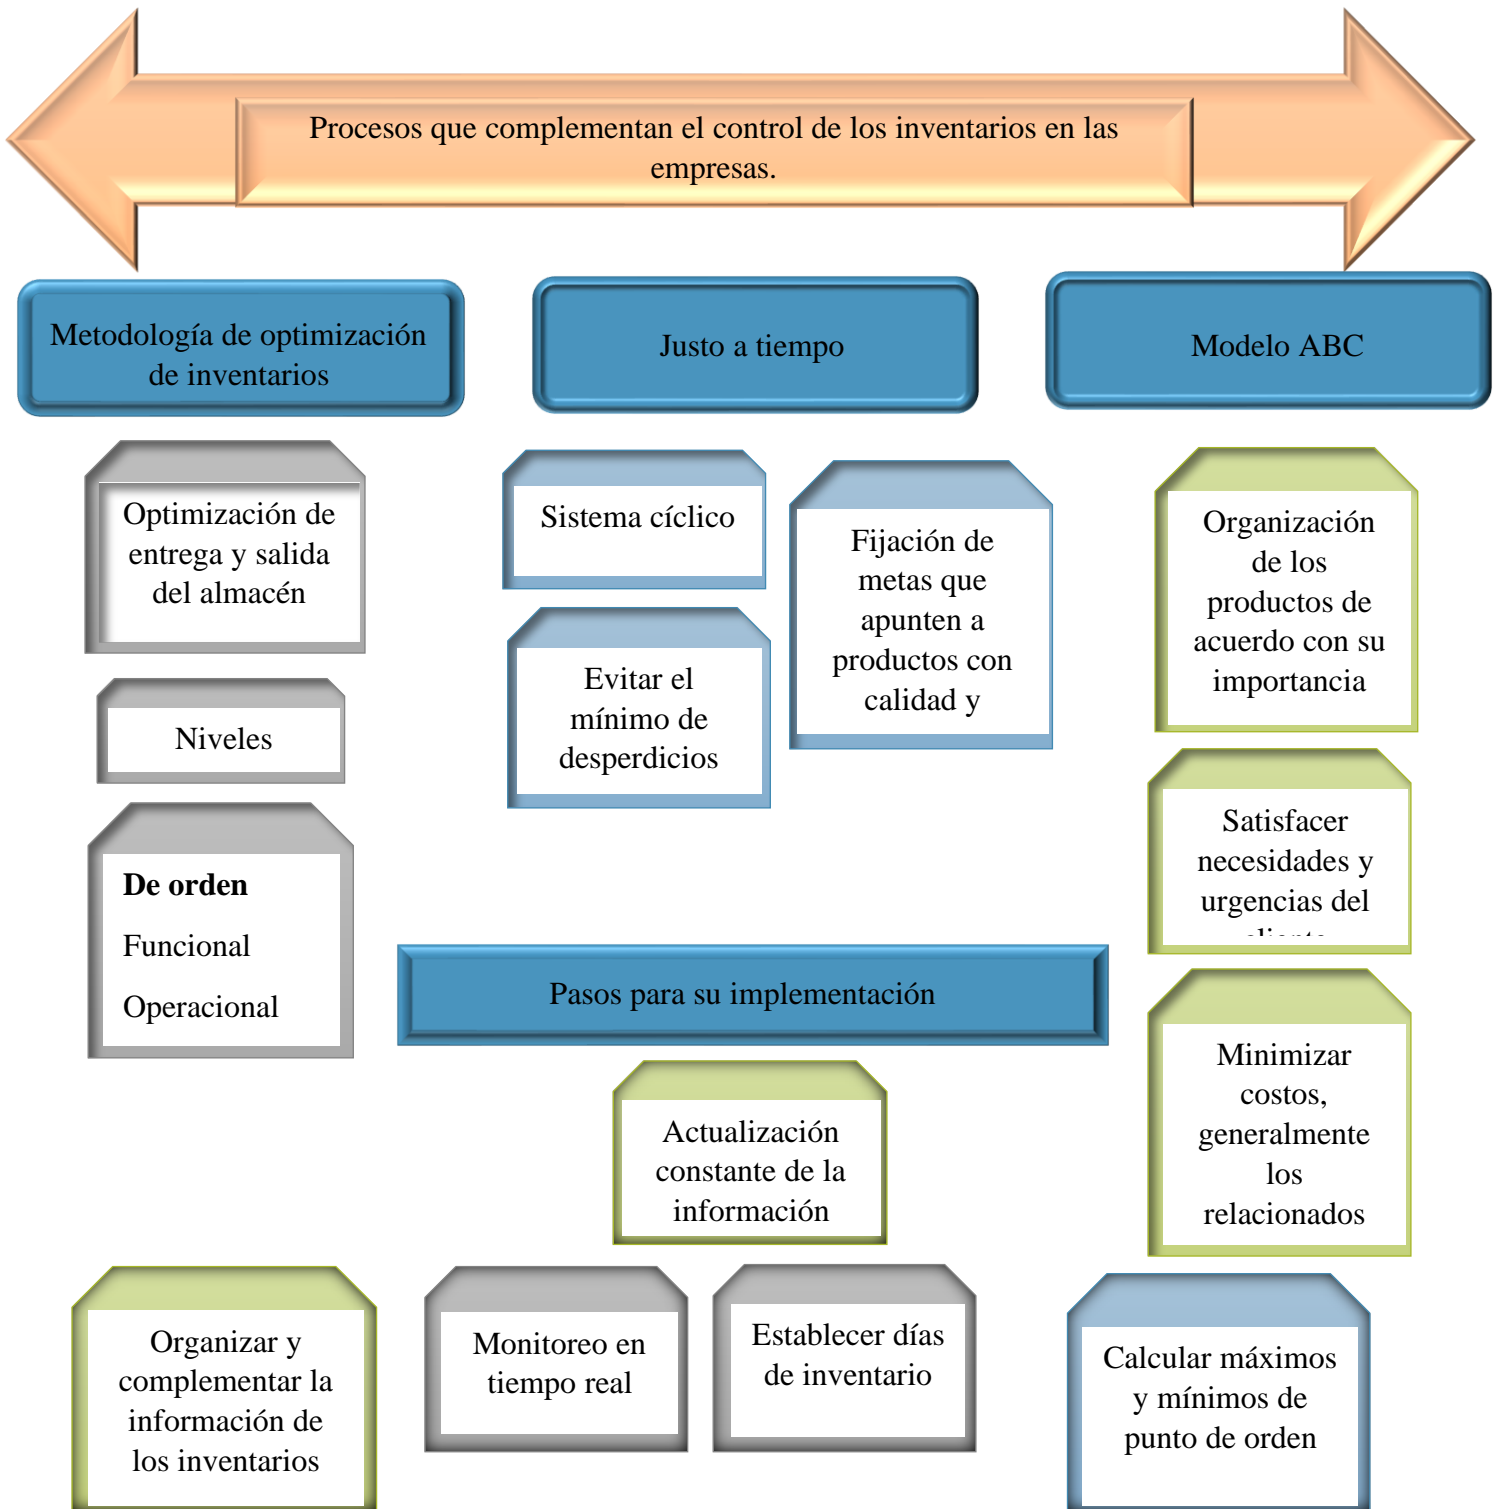 Procesos que complementan el control de los inventarios en las
empresas.
Metodología de optimización
de inventarios
Justo a tiempo
Modelo ABC
Optimización de
entrega y salida
del almacén
Niveles
De orden
Funcional
Operacional
Sistema cíclico
Evitar el
mínimo de
desperdicios
Fijación de
metas que
apunten a
productos con
calidad y
Organización
de los
productos de
acuerdo con su
importancia
Satisfacer
necesidades y
urgencias del
Minimizar
costos,
generalmente
los
relacionados
Pasos para su implementación
Actualización
constante de la
información
Organizar y
complementar la
información de
los inventarios
Monitoreo en
tiempo real
Establecer días
de inventario
Calcular máximos
y mínimos de
punto de orden